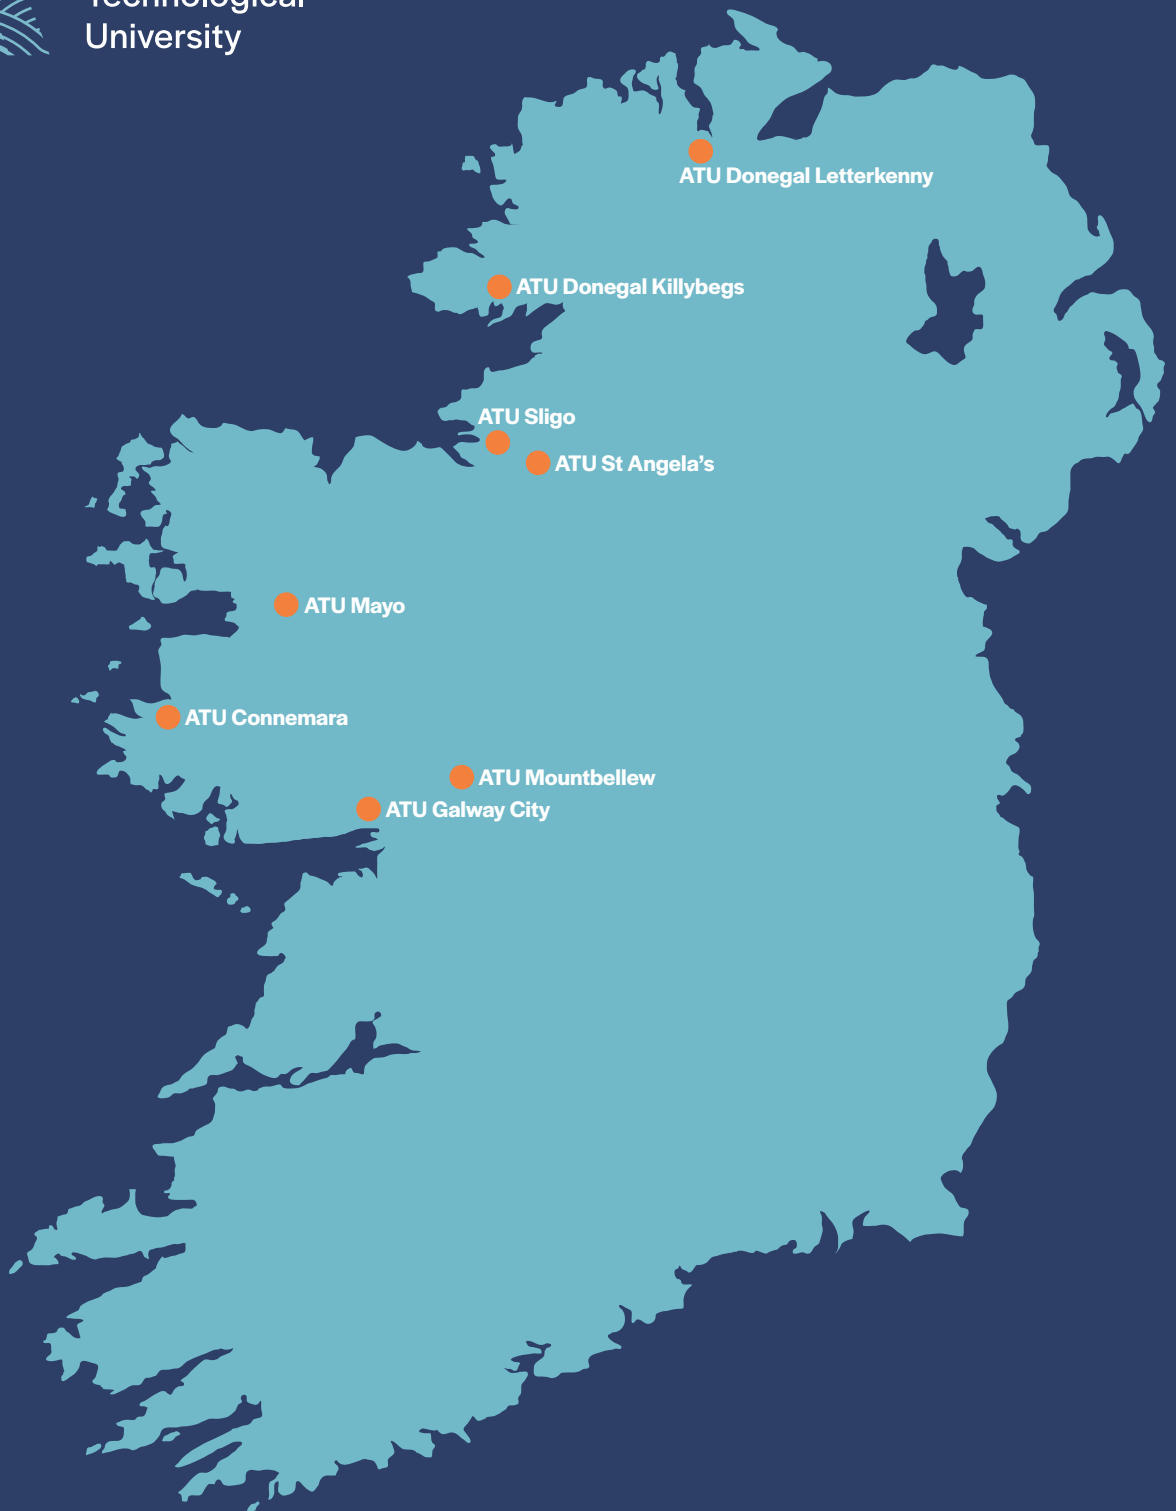 Technological
University
ATU Donegal Letterkenny
ATU Donegal Killybegs
ATU Sligo
ATU St Angela’s
ATU Mayo
ATU Connemara
ATU Mountbellew
ATU Galway City